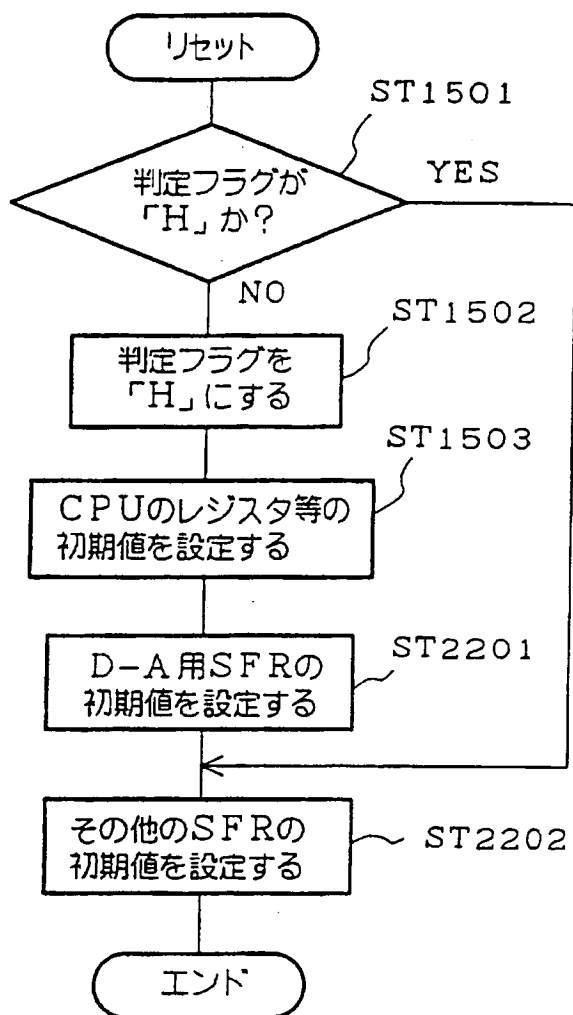 リセット
ST1501
判定フラグが
「H」か?
YES
NO
ST1502
判定フラグを
「H」にする
ST1503
CPUのレジスタ等の
初期値を設定する
ST2201
D-A用SFRの
初期値を設定する
その他のSFRの
初期値を設定する
ST2202
エンド